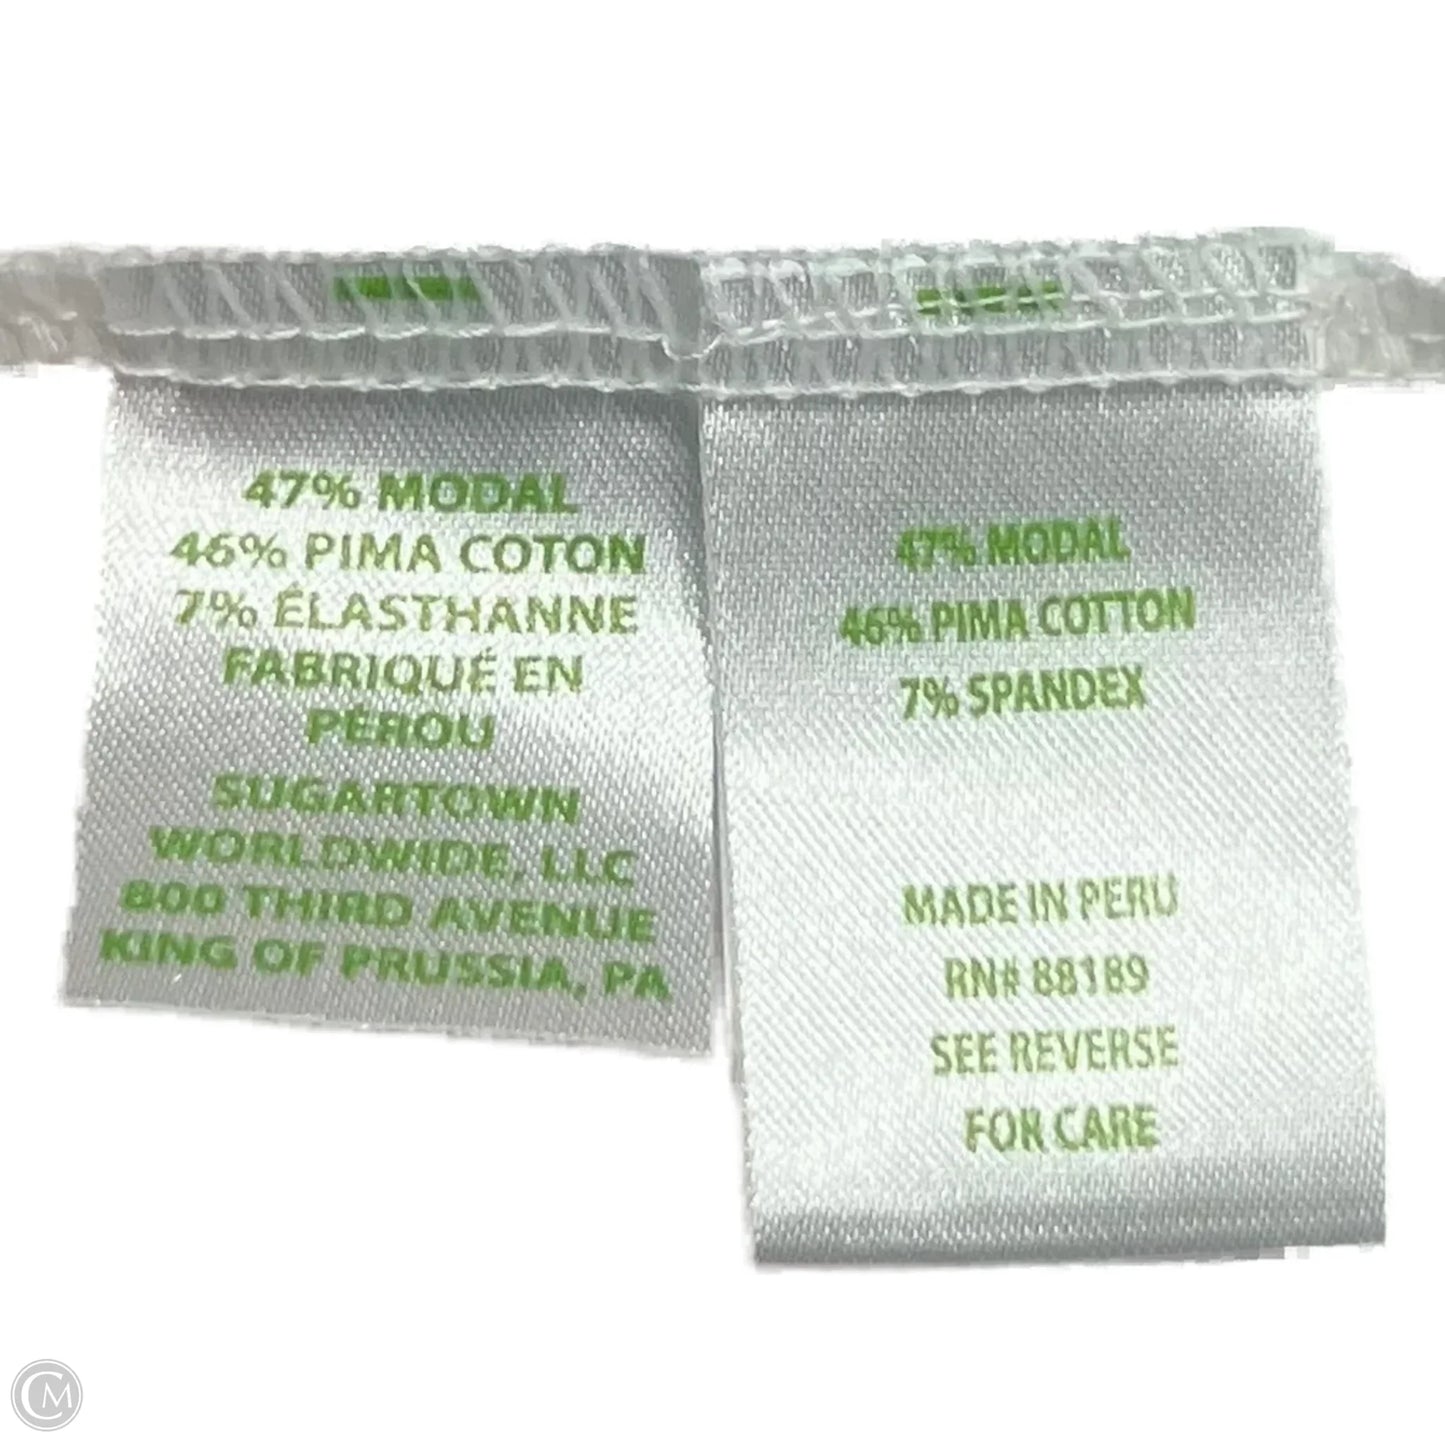 47% MODAL
46% PIMA COTON
7% ÉLASTHANNE
FABRIQUÉ EN
PÉROU
SUGARTOWN
WORLDWIDE, LLC
800 THIRD AVENUE
KING OF PRUSSIA, PA
47% MODAL
46% PIMA COTTON
7% SPANDEX
MADE IN PERU
RN# 88189
SEE REVERSE
FOR CARE
CM